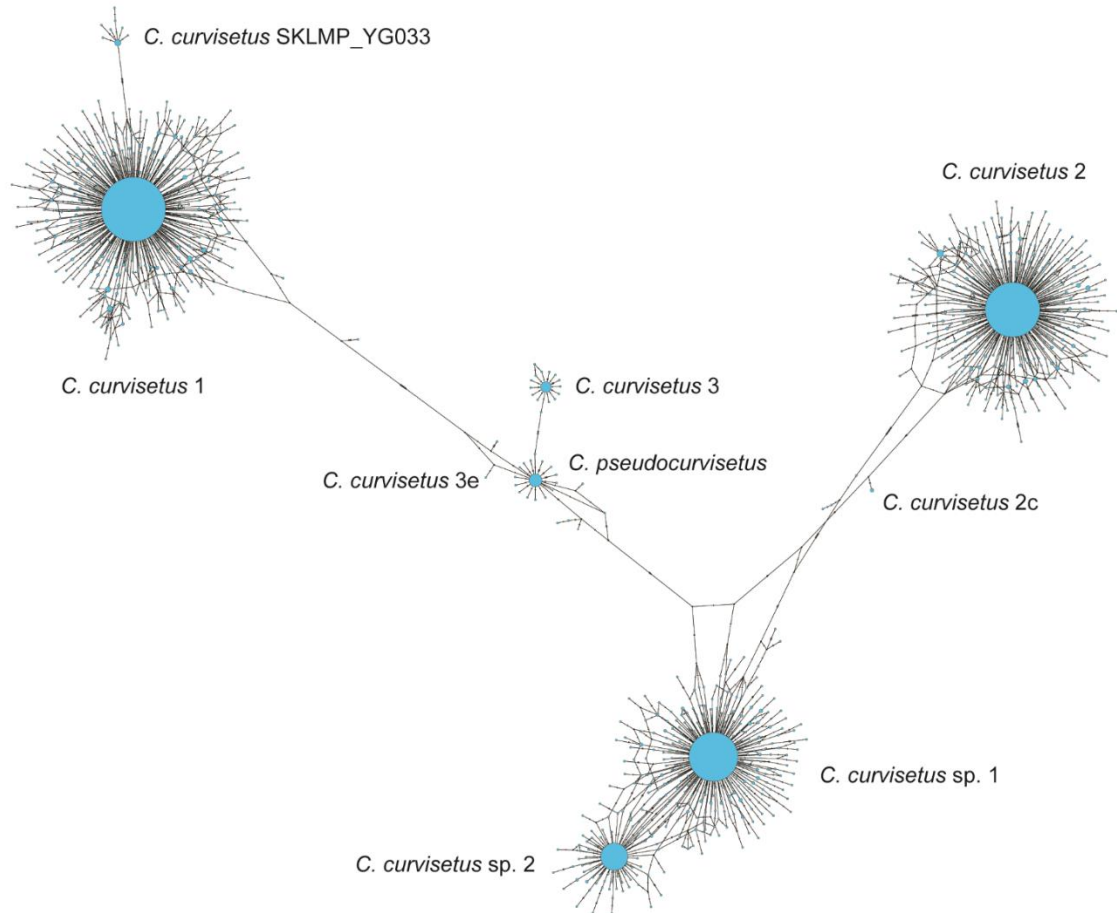 C. curvisetus SKLMP_YG033
C. curvisetus 2
C. curvisetus 1
C. curvisetus 3
C. pseudocurvisetus
C. curvisetus 3e
C. curvisetus 2c
C. curvisetus sp. 1
C. curvisetus sp. 2